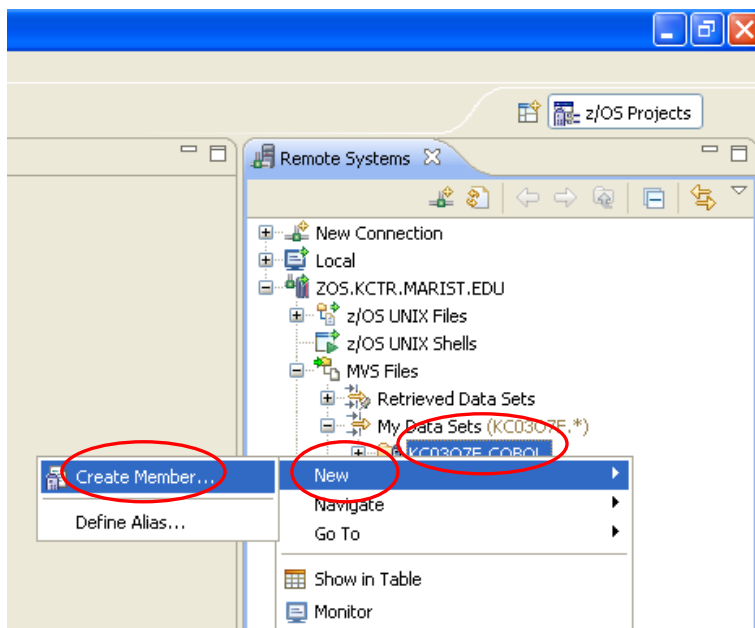 z/OS Projects
Remote Systems
New Connection
Local
ZOS.KCTR.MARIST.EDU
z/OS UNIX Files
z/OS UNIX Shells
MVS Files
Retrieved Data Sets
My Data Sets (KC03O7E.*)
KC03O7E.COBOL
Create Member...
New
Define Alias...
Navigate
Go To
Show in Table
Monitor